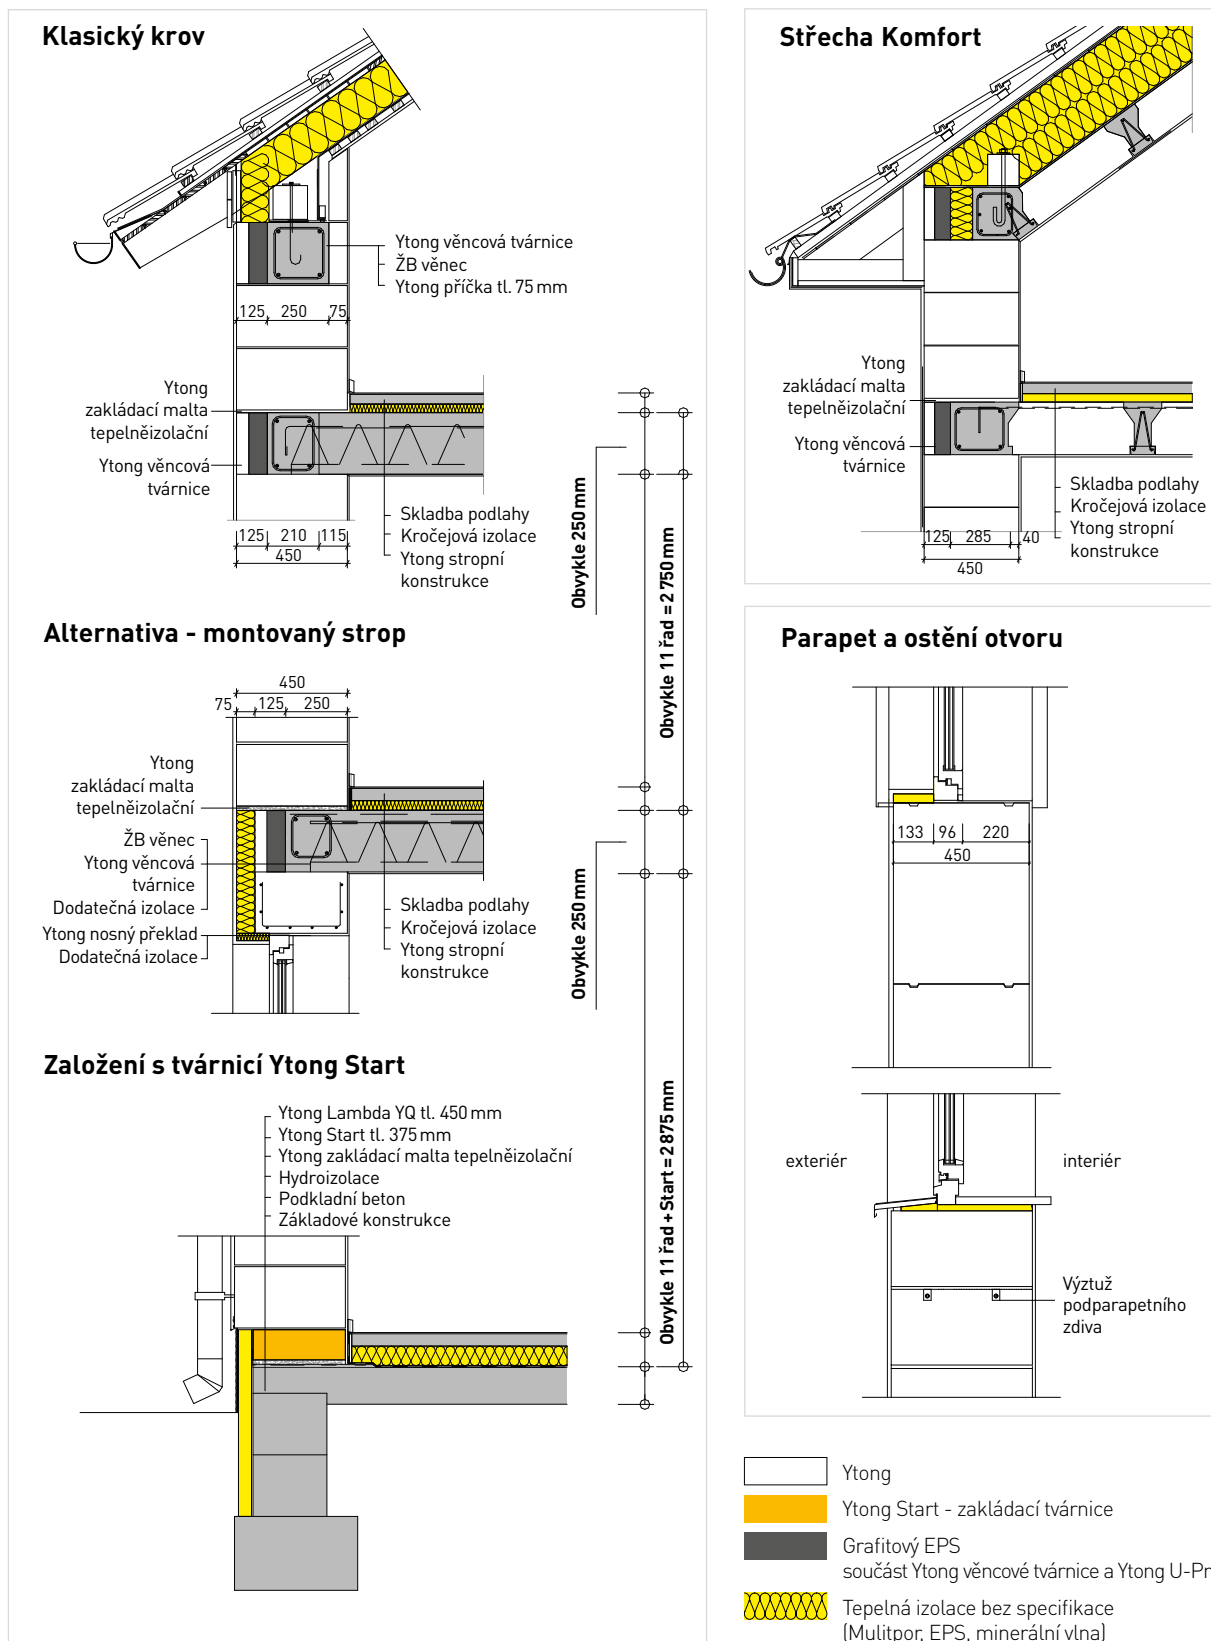 Klasický krov
Ytong věncová tvárnice
ŽB věnec
Ytong příčka tl. 75 mm
125 250 75
Ytong
zakládací malta
tepelněizolační
Ytong věncová
tvárnice
125 210 115
450
Skladba podlahy
Kročejová izolace
Ytong stropní
konstrukce
Obvykle 250 mm
Obvykle 11 řad = 2 750 mm
Alternativa - montovaný strop
450
75 125 250
Ytong
zakládací malta
tepelněizolační
ŽB věnec
Ytong věncová
tvárnice
Dodatečná izolace
Ytong nosný překlad
Dodatečná izolace
Skladba podlahy
Kročejová izolace
Ytong stropní
konstrukce
Obvykle 250 mm
Obvykle 11 řad + Start = 2 875 mm
Založení s tvárnicí Ytong Start
Ytong Lambda YQ tl. 450 mm
Ytong Start tl. 375 mm
Ytong zakládací malta tepelněizolační
Hydroizolace
Podkladní beton
Základové konstrukce
Střecha Komfort
Ytong
zakládací malta
tepelněizolační
Ytong věncová
tvárnice
Skladba podlahy
Kročejová izolace
Ytong stropní
konstrukce
125 285 40
450
Parapet a ostění otvoru
133 96 220
450
exteriér
interiér
Výztuž
podparapetního
zdiva
Ytong
Ytong Start - zakládací tvárnice
Grafitový EPS
součást Ytong věncové tvárnice a Ytong U-Pr
Tepelná izolace bez specifikace
(Mulitpor, EPS, minerální vlna)